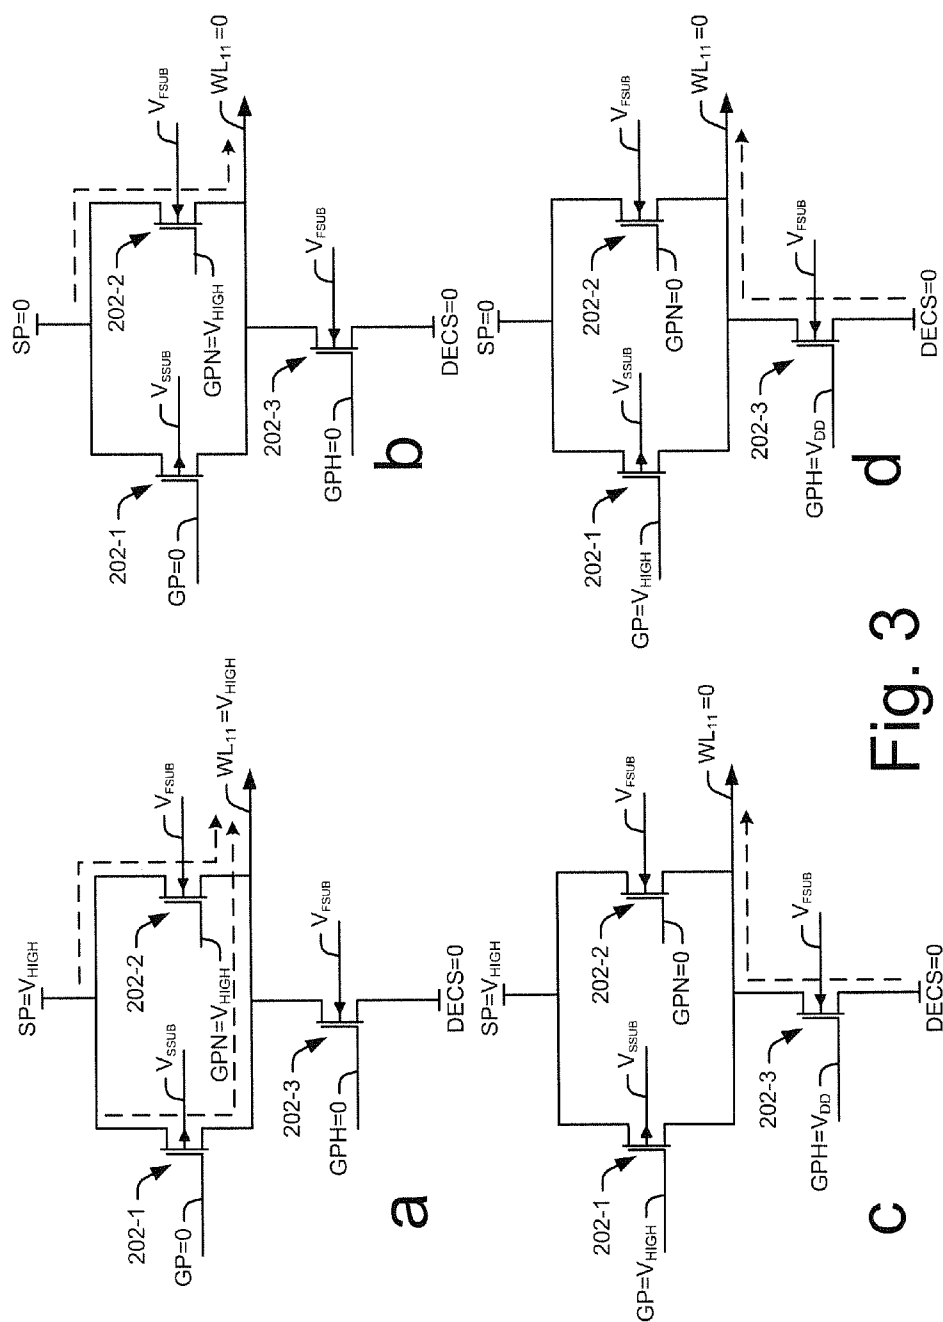 SP=V_HIGH
202-1
GP=0
V_SSUB
202-2
GPN=V_HIGH
V_FSUB
WL_11=V_HIGH
202-3
GPH=0
V_FSUB
DECS=0
a
SP=0
202-1
GP=0
V_SSUB
202-2
GPN=V_HIGH
V_FSUB
WL_11=0
202-3
GPH=0
V_FSUB
DECS=0
b
SP=V_HIGH
202-1
GP=V_HIGH
V_SSUB
202-2
GPN=0
V_FSUB
WL_11=0
202-3
GPH=V_DD
V_FSUB
DECS=0
c
SP=0
202-1
GP=V_HIGH
V_SSUB
202-2
GPN=0
V_FSUB
WL_11=0
202-3
GPH=V_DD
V_FSUB
DECS=0
d
Fig. 3